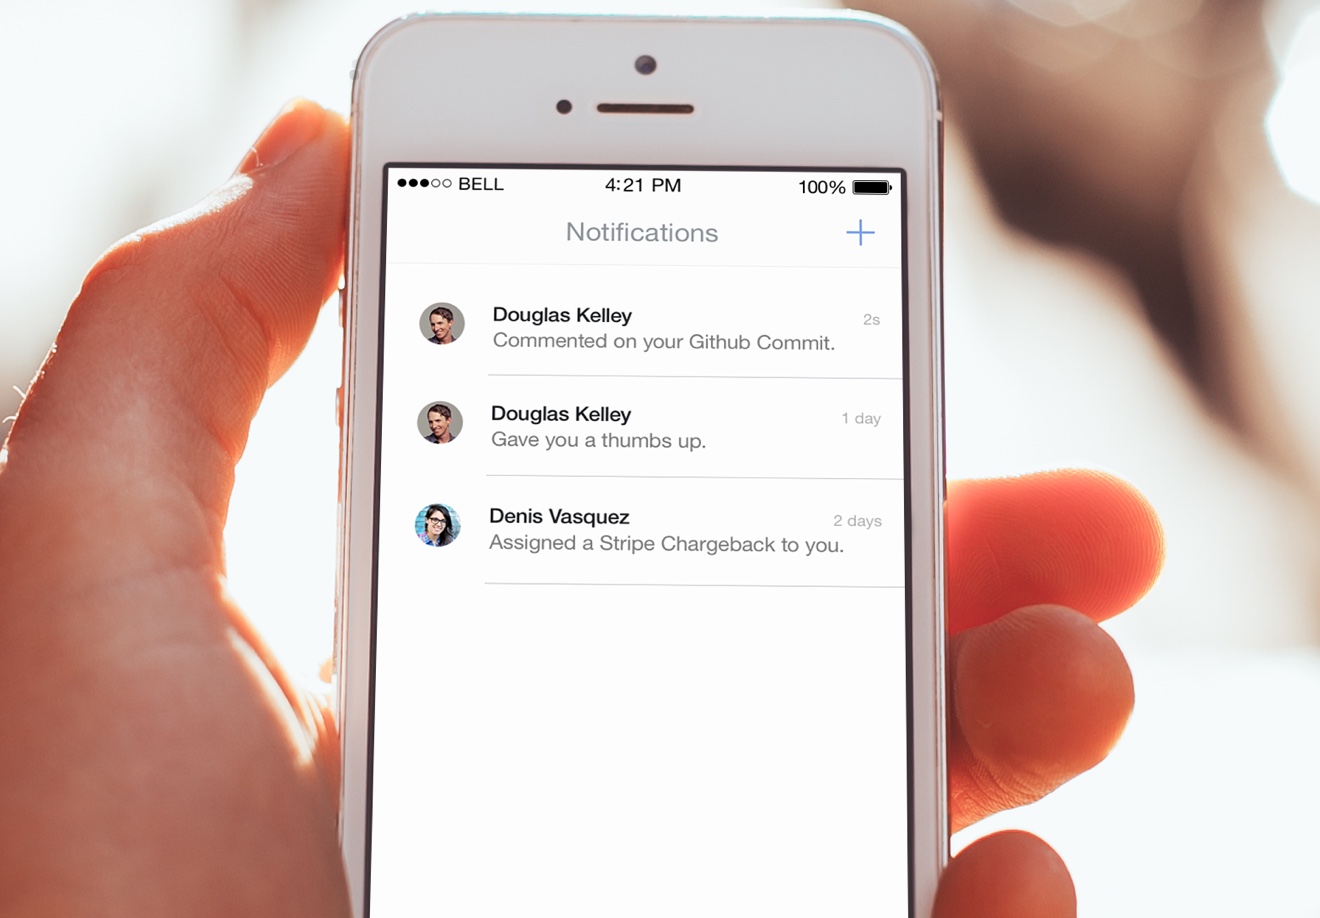 BELL 4:21 PM 100%
Notifications
Douglas Kelley 2s
Commented on your Github Commit.
Douglas Kelley 1 day
Gave you a thumbs up.
Denis Vasquez 2 days
Assigned a Stripe Chargeback to you.